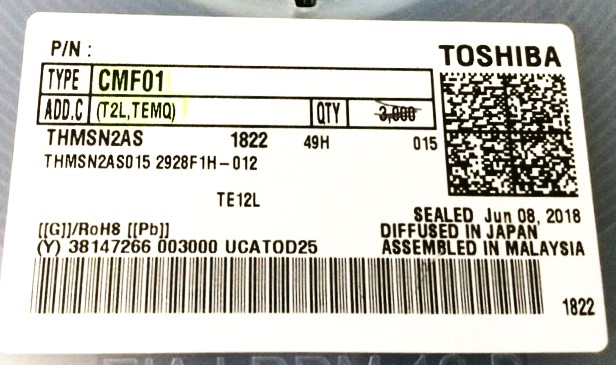 P/N :
TOSHIBA
TYPE CMF01
ADD.C (T2L,TEMQ) QTY 3,000
THMSN2AS 1822 49H 015
THMSN2AS015 2928F1H-012
TE12L
SEALED Jun 08, 2018
[[G]]/RoH8 [[Pb]] DIFFUSED IN JAPAN
(Y) 38147266 003000 UCATOD25 ASSEMBLED IN MALAYSIA
1822